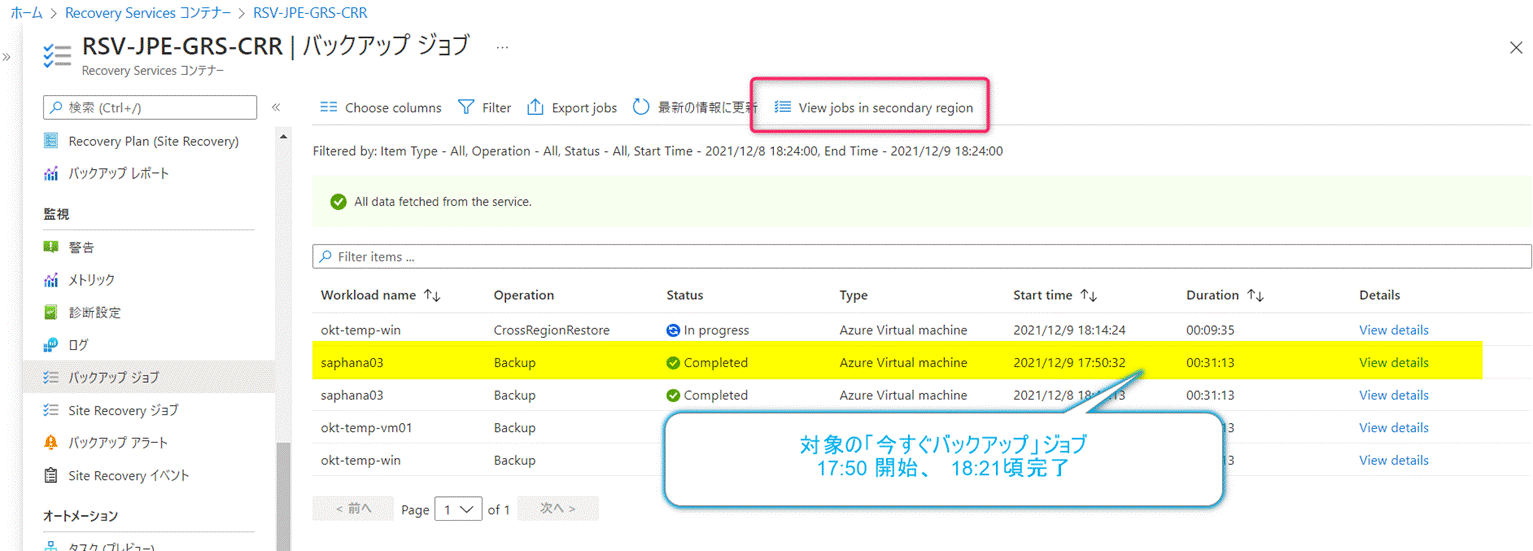 ホーム > Recovery Services コンテナー > RSV-JPE-GRS-CRR
RSV-JPE-GRS-CRR | バックアップ ジョブ ...
Recovery Services コンテナー
検索 (Ctrl+/)
Recovery Plan (Site Recovery)
バックアップ レポート
監視
警告
メトリック
診断設定
ログ
バックアップ ジョブ
Site Recovery ジョブ
バックアップ アラート
Site Recovery イベント
オートメーション
タスク (プレビュー)
Choose columns Filter Export jobs 最新の情報に更新 View jobs in secondary region
Filtered by: Item Type - All, Operation - All, Status - All, Start Time - 2021/12/8 18:24:00, End Time - 2021/12/9 18:24:00
All data fetched from the service.
Filter items ...
Workload name ↑↓ Operation Status Type Start time ↑↓ Duration ↑↓ Details
okt-temp-win CrossRegionRestore In progress Azure Virtual machine 2021/12/9 18:14:24 00:09:35 View details
saphana03 Backup Completed Azure Virtual machine 2021/12/9 17:50:32 00:31:13 View details
saphana03 Backup Completed Azure Virtual machine 2021/12/8 18: 13 00:31:13 View details
okt-temp-vm01 Backup 3 View details
okt-temp-win Backup 13 View details
対象の「今すぐバックアップ」ジョブ
17:50 開始、 18:21頃完了
< 前へ Page 1 of 1 次へ >